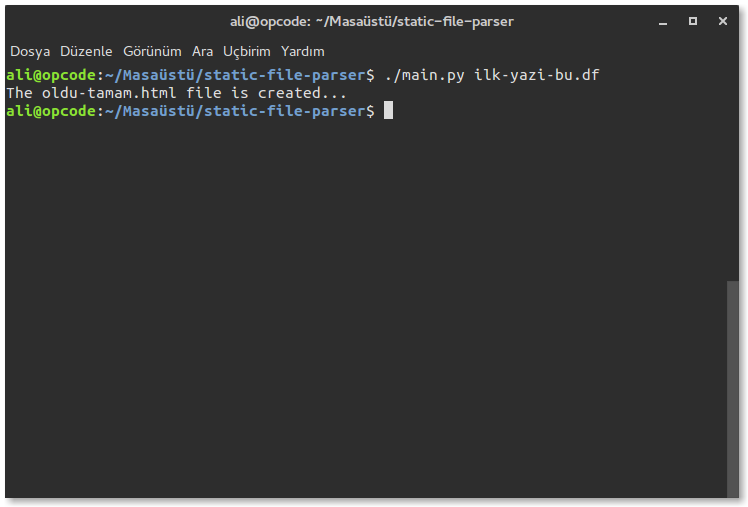 ali@opcode: ~/Masaüstü/static-file-parser
Dosya Düzenle Görünüm Ara Uçbirim Yardım
ali@opcode:~/Masaüstü/static-file-parser$ ./main.py ilk-yazi-bu.df
The oldu-tamam.html file is created...
ali@opcode:~/Masaüstü/static-file-parser$